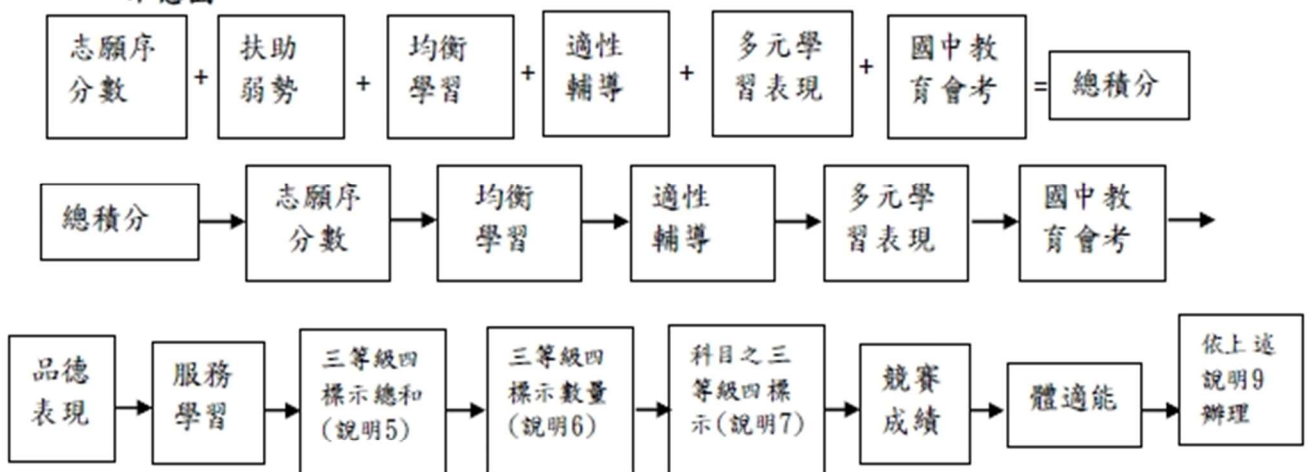 志願序
分數
+
扶助
弱勢
+
均衡
學習
+
適性
輔導
+
多元學
習表現
+
國中教
育會考
=
總積分
總積分
志願序
分數
均衡
學習
適性
輔導
多元學
習表現
國中教
育會考
品德
表現
服務
學習
三等級四
標示總和
(說明5)
三等級四
標示數量
(說明6)
科目之三
等級四標
示(說明7)
競賽
成績
體適能
依上述
說明9
辦理